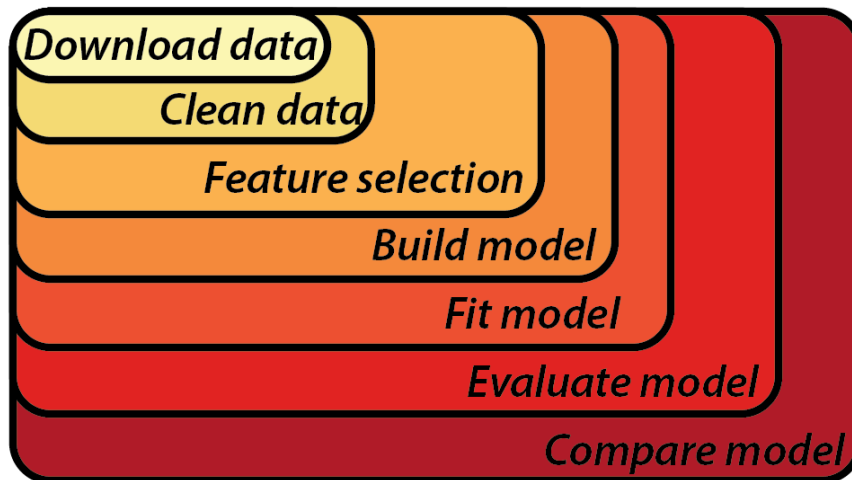 Download data
Clean data
Feature selection
Build model
Fit model
Evaluate model
Compare model